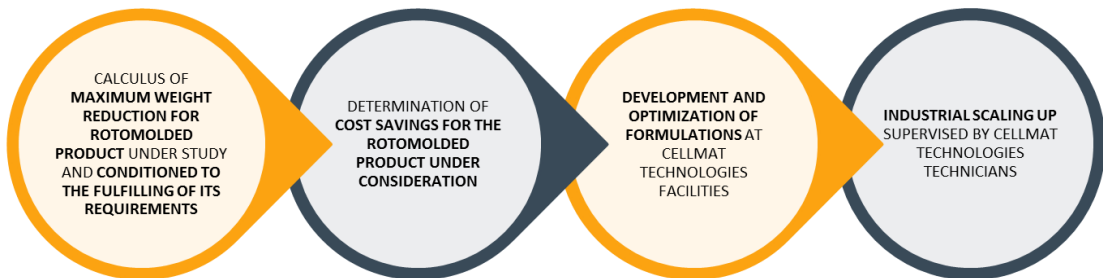 CALCULUS OF
MAXIMUM WEIGHT
REDUCTION FOR
ROTOMOLDED
PRODUCT UNDER STUDY
AND CONDITIONED TO
THE FULFILLING OF ITS
REQUIREMENTS
DETERMINATION OF
COST SAVINGS FOR THE
ROTOMOLDED
PRODUCT UNDER
CONSIDERATION
DEVELOPMENT AND
OPTIMIZATION OF
FORMULATIONS AT
CELLMAT
TECHNOLOGIES
FACILITIES
INDUSTRIAL SCALING UP
SUPERVISED BY CELLMAT
TECHNOLOGIES
TECHNICIANS